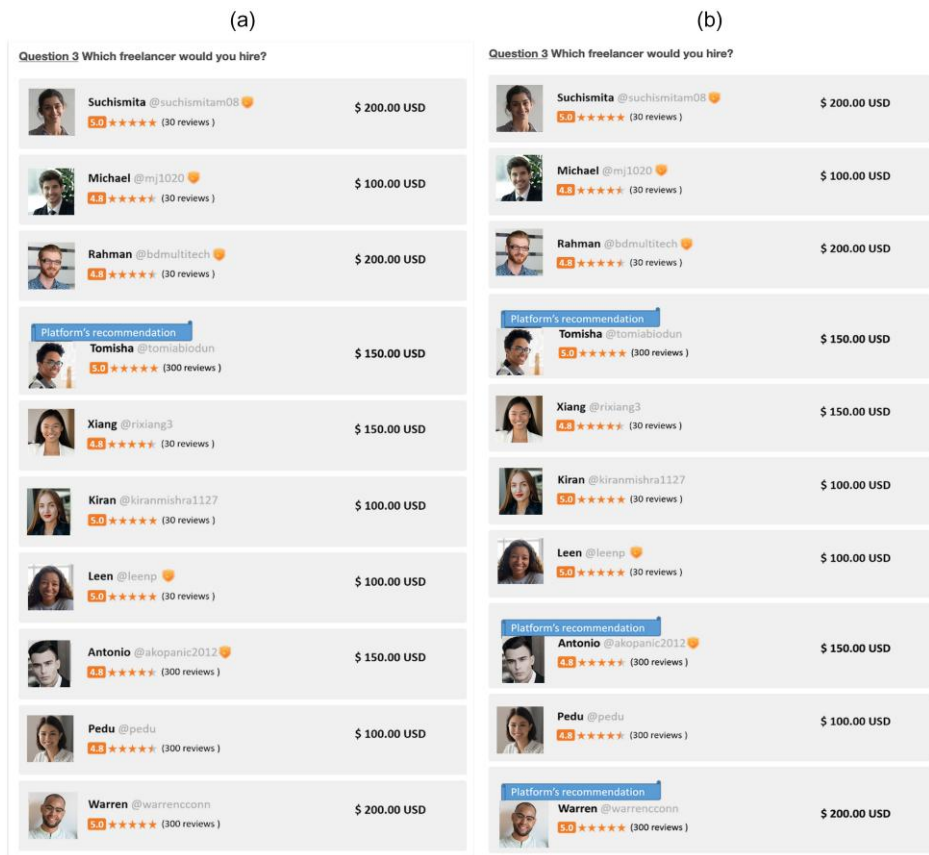 (a)
Question 3 Which freelancer would you hire?
Suchismita @suchismitam08
$ 200.00 USD
5.0 (30 reviews )
Michael @mj1020
$ 100.00 USD
4.8 (30 reviews )
Rahman @bdmultitech
$ 200.00 USD
4.8 (30 reviews )
Platform's recommendation
Tomisha @tomiabiodun
$ 150.00 USD
5.0 (300 reviews )
Xiang @rixiang3
$ 150.00 USD
4.8 (30 reviews )
Kiran @kiranmishra1127
$ 100.00 USD
5.0 (30 reviews )
Leen @leenp
$ 100.00 USD
5.0 (30 reviews )
Antonio @akopanic2012
$ 150.00 USD
4.8 (300 reviews )
Pedu @pedu
$ 100.00 USD
4.8 (300 reviews )
Warren @warrencconn
$ 200.00 USD
5.0 (300 reviews )
(b)
Question 3 Which freelancer would you hire?
Suchismita @suchismitam08
$ 200.00 USD
5.0 (30 reviews )
Michael @mj1020
$ 100.00 USD
4.8 (30 reviews )
Rahman @bdmultitech
$ 200.00 USD
4.8 (30 reviews )
Platform's recommendation
Tomisha @tomiabiodun
$ 150.00 USD
5.0 (300 reviews )
Xiang @rixiang3
$ 150.00 USD
4.8 (30 reviews )
Kiran @kiranmishra1127
$ 100.00 USD
5.0 (30 reviews )
Leen @leenp
$ 100.00 USD
5.0 (30 reviews )
Platform's recommendation
Antonio @akopanic2012
$ 150.00 USD
4.8 (300 reviews )
Pedu @pedu
$ 100.00 USD
4.8 (300 reviews )
Platform's recommendation
Warren @warrencconn
$ 200.00 USD
5.0 (300 reviews )